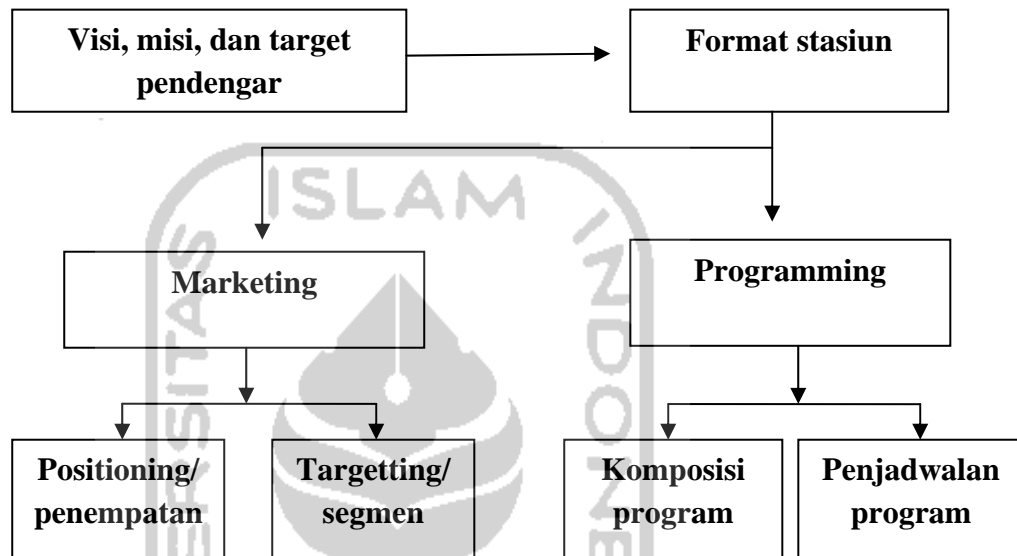 Visi, misi, dan target
pendengar
Format stasiun
ISLAM
Marketing
Programming
Positioning/
penempatan
Targetting/
segmen
Komposisi
program
Penjadwalan
program